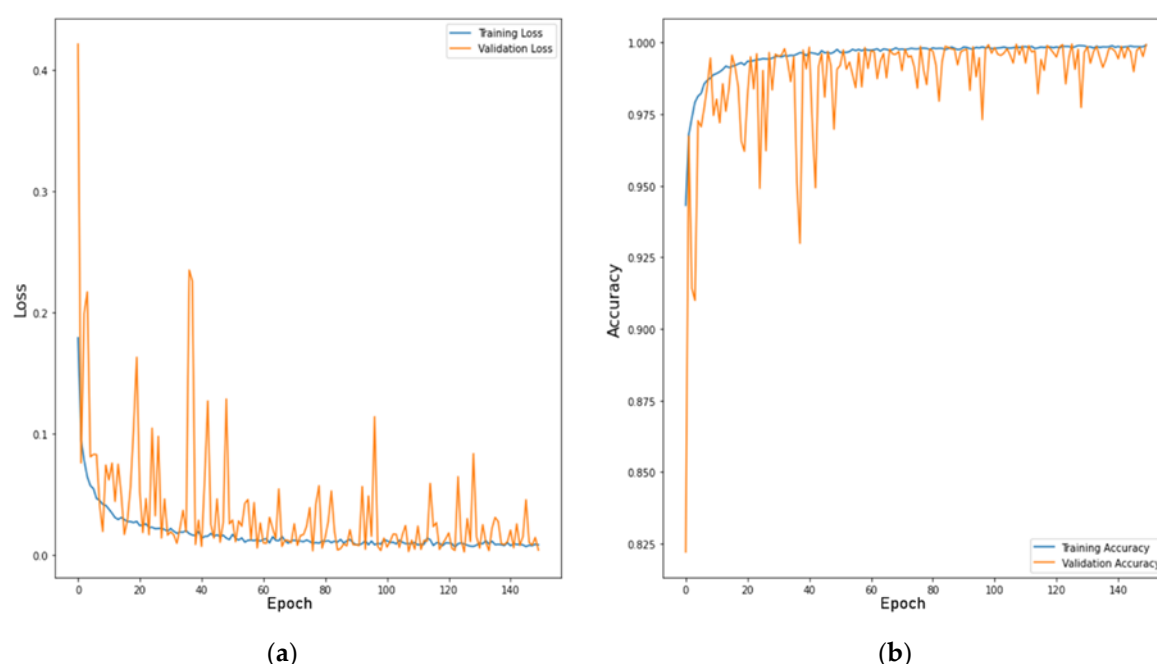 Training Loss
Validation Loss
0.4
0.3
0.2
0.1
0.0
Loss
0
20
40
60
80
100
120
140
Epoch
(a)
1.000
0.975
0.950
0.925
0.900
0.875
0.850
0.825
Accuracy
Training Accuracy
Validation Accuracy
0
20
40
60
80
100
120
140
Epoch
(b)